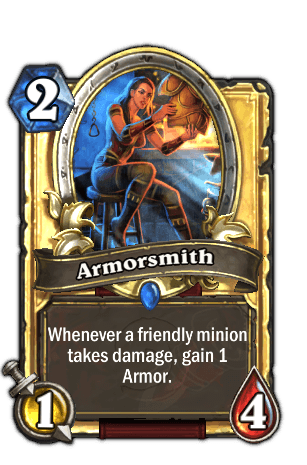 2
Armorsmith
Whenever a friendly minion
takes damage, gain 1
Armor.
1
4